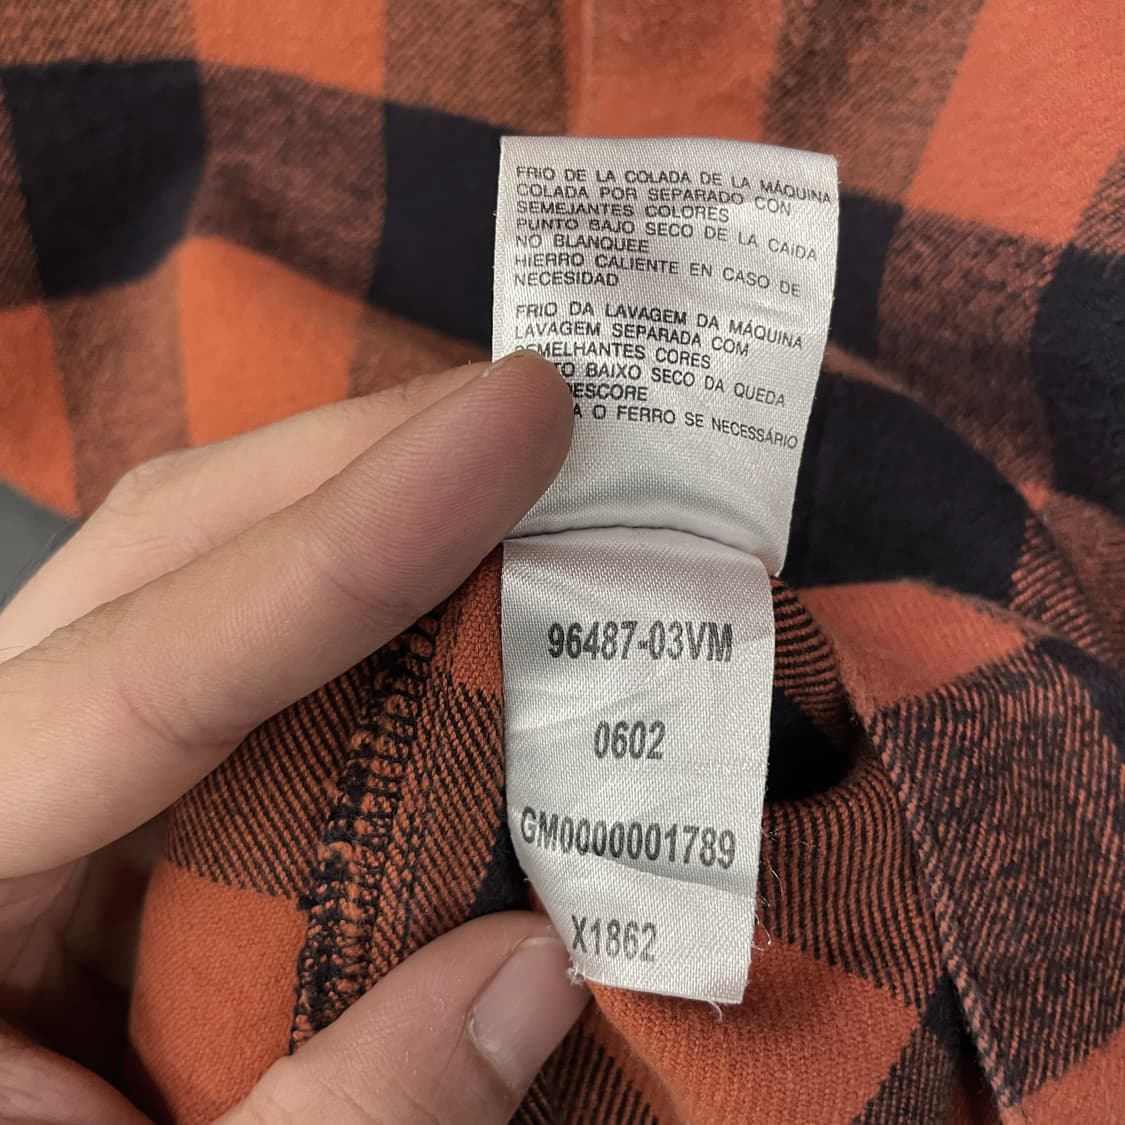 FRIO DE LA COLADA DE LA MÁQUINA
COLADA POR SEPARADO CON
SEMEJANTES COLORES
PUNTO BAJO SECO DE LA CAíDA
NO BLANQUEE
HIERRO CALIENTE EN CASO DE
NECESIDAD
FRIO DA LAVAGEM DA MÁQUINA
LAVAGEM SEPARADA COM
SEMELHANTES CORES
BAIXO SECO DA QUEDA
O FERRO SE NECESSÁRIO
96487-03VM
0602
GM0000001789
X1862